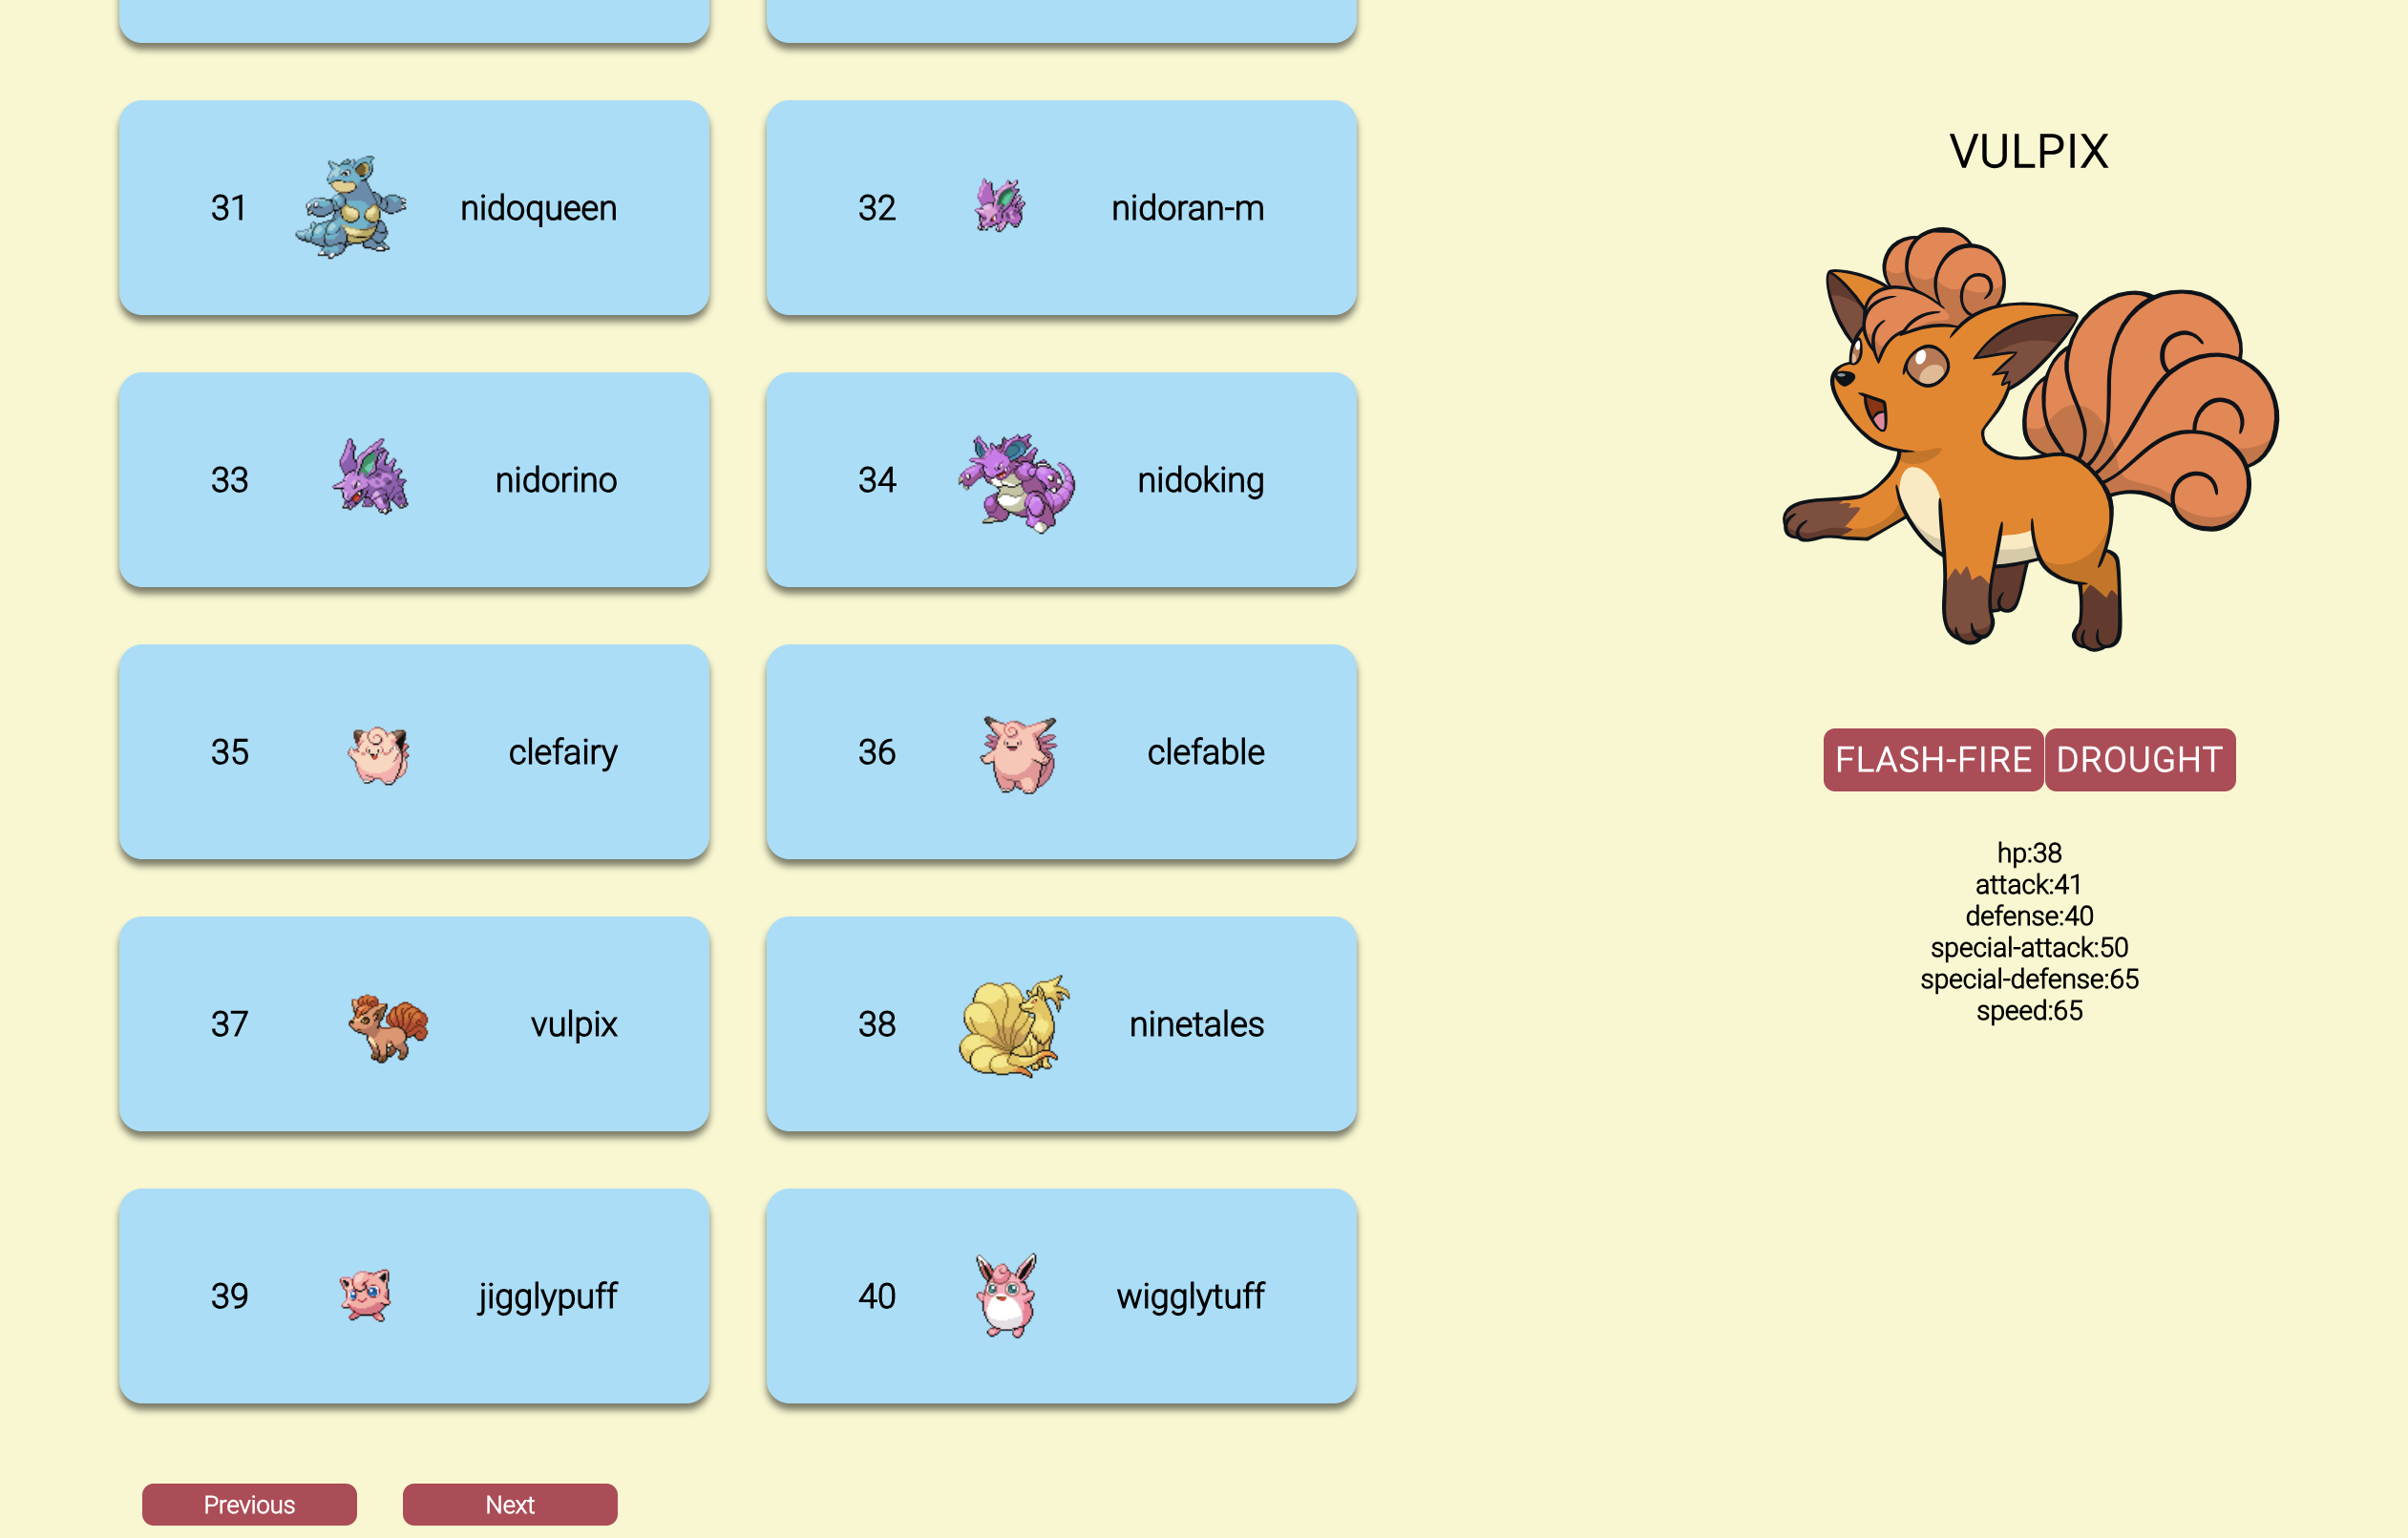 31 nidoqueen
32 nidoran-m
33 nidorino
34 nidoking
35 clefairy
36 clefable
37 vulpix
38 ninetales
39 jigglypuff
40 wigglytuff
Previous Next
VULPIX
FLASH-FIRE DROUGHT
hp:38
attack:41
defense:40
special-attack:50
special-defense:65
speed:65